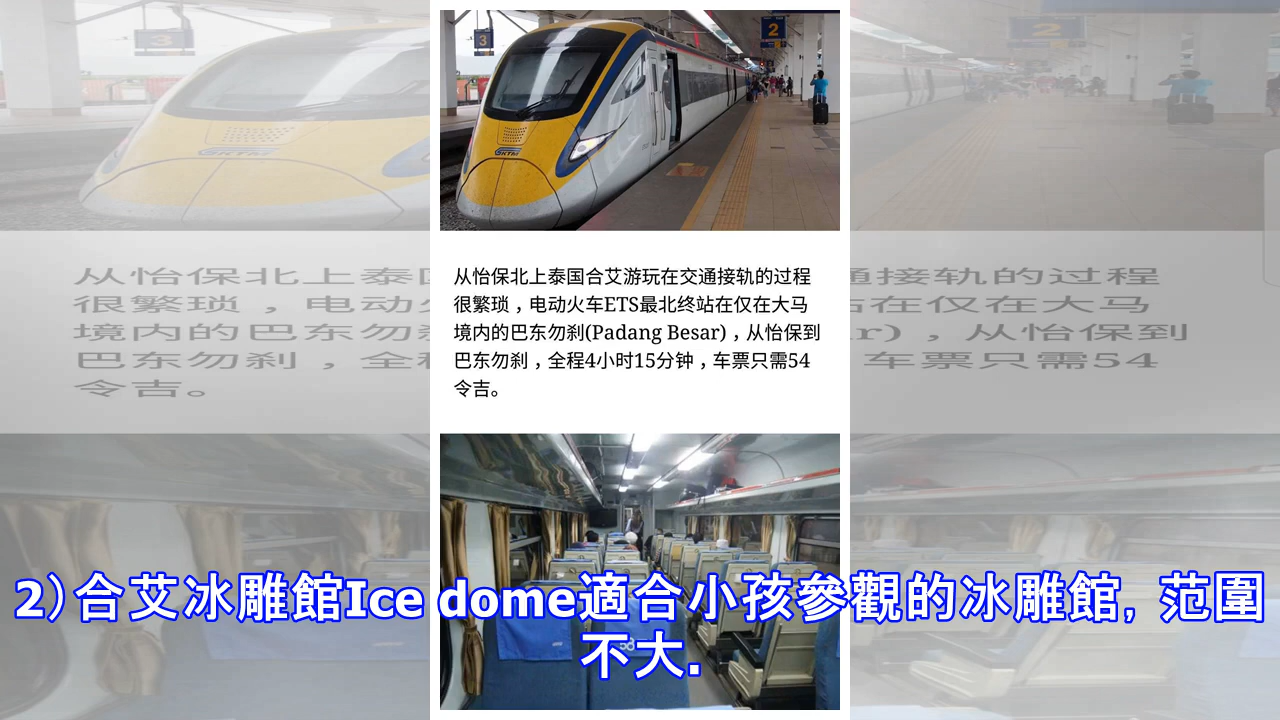 3
2
KTM
从怡保北上泰国合艾游玩在交通接轨的过程
很繁琐，电动火车ETS最北终站在仅在大马
境内的巴东勿刹(Padang Besar)，从怡保到
巴东勿刹，全程4小时15分钟，车票只需54
令吉。
2)合艾冰雕館Ice dome適合小孩參觀的冰雕館, 范圍
不大.